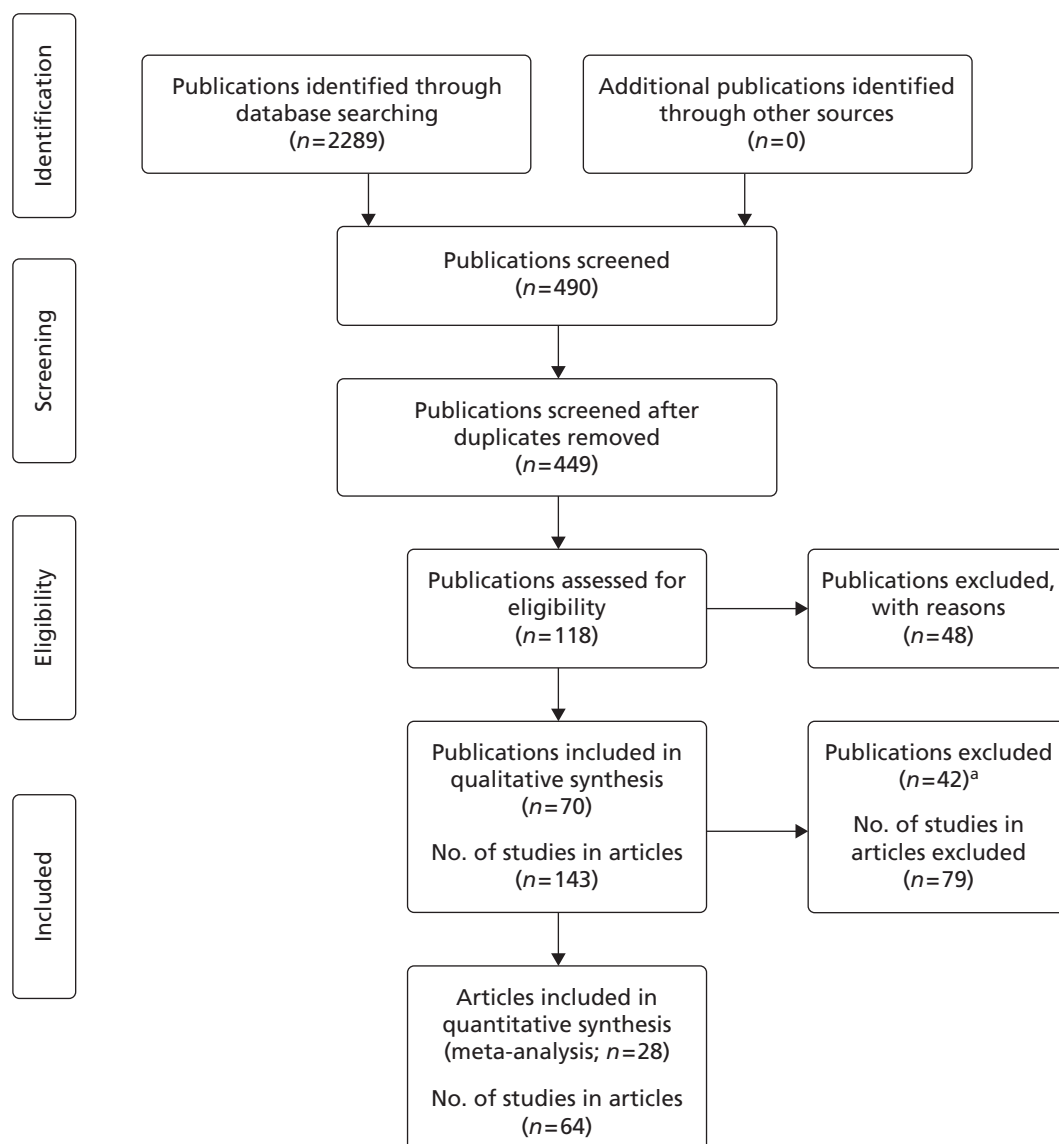 Identification
Publications identified through
database searching
(n=2289)
Additional publications identified
through other sources
(n=0)
Screening
Publications screened
(n=490)
Publications screened after
duplicates removed
(n=449)
Eligibility
Publications assessed for
eligibility
(n=118)
Publications excluded,
with reasons
(n=48)
Included
Publications included in
qualitative synthesis
(n=70)
No. of studies in articles
(n=143)
Publications excluded
(n=42)ᵃ
No. of studies in
articles excluded
(n=79)
Articles included in
quantitative synthesis
(meta-analysis; n=28)
No. of studies in articles
(n=64)